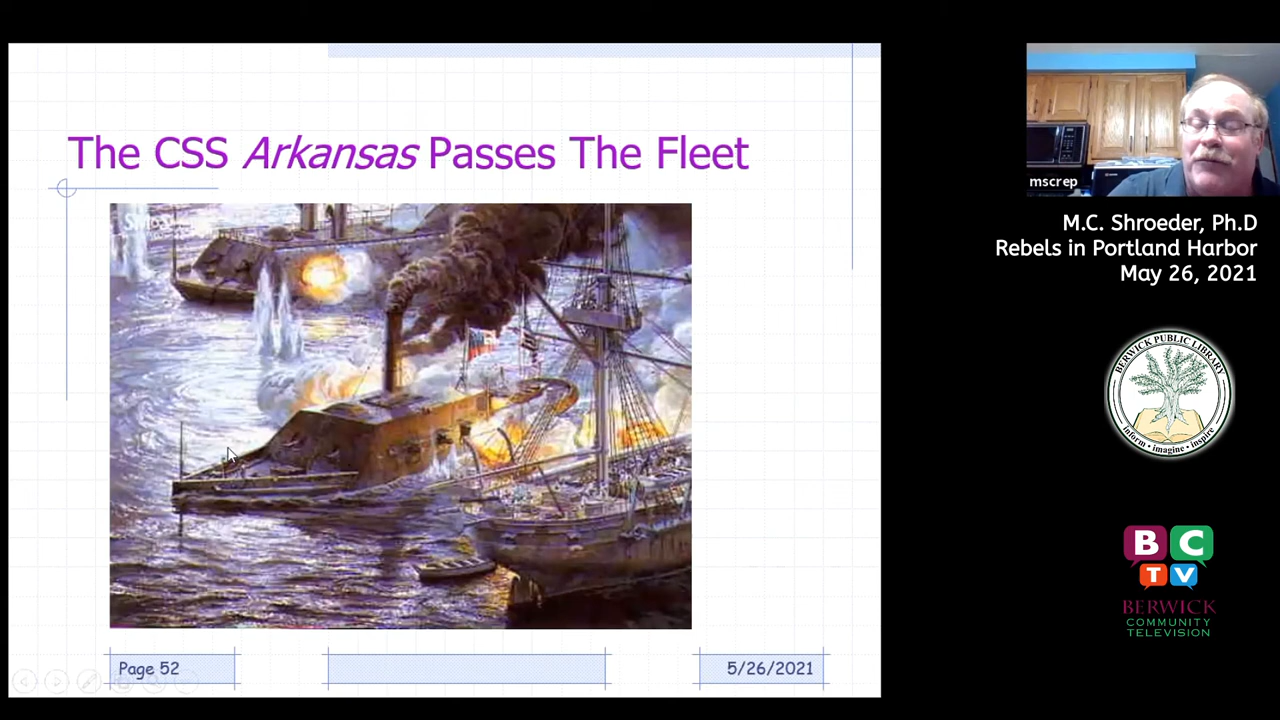 The CSS Arkansas Passes The Fleet
Page 52
5/26/2021
mscrep
M.C. Shroeder, Ph.D
Rebels in Portland Harbor
May 26, 2021
BERWICK PUBLIC LIBRARY
inform • imagine • inspire
B C
T V
BERWICK
COMMUNITY
TELEVISION